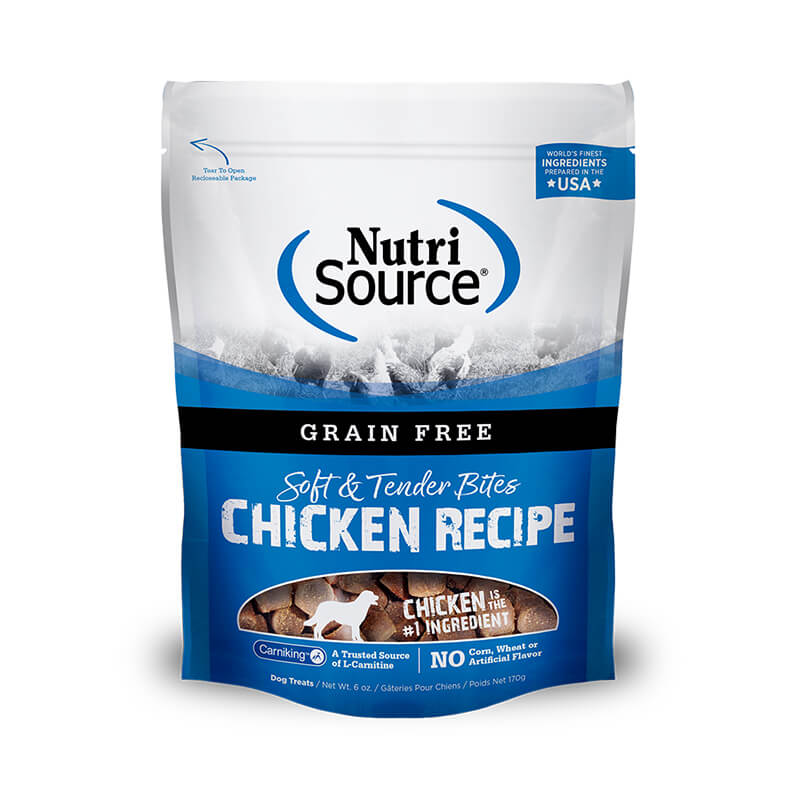 Tear To Open
Recloseable Package
WORLD'S FINEST
INGREDIENTS
PREPARED IN THE
★USA★
Nutri
Source®
GRAIN FREE
Soft & Tender Bites
CHICKEN RECIPE
CHICKEN IS THE
#1 INGREDIENT
Carniking™
A Trusted Source
of L-Carnitine
NO Corn, Wheat or
Artificial Flavor
Dog Treats / Net Wt. 6 oz. / Gâteries Pour Chiens / Poids Net 170g